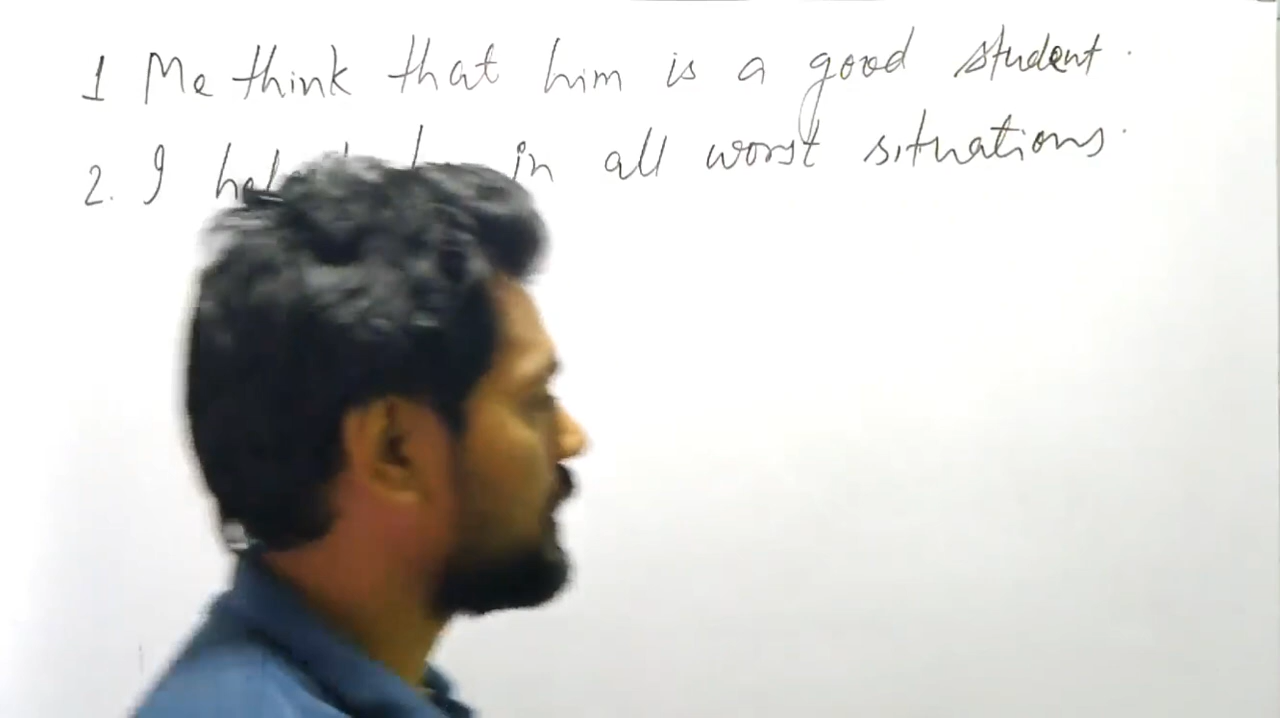 1 Me think that him is a good student.
2. I in all worst situations.